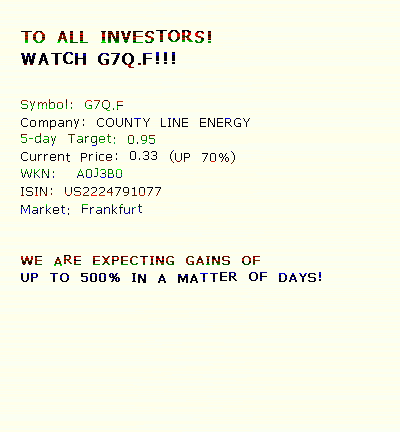 TO ALL INVESTORS!
WATCH G7Q.F!!!
Symbol: G7Q.F
Company: COUNTY LINE ENERGY
5-day Target: 0.95
Current Price: 0.33 (UP 70%)
WKN: A0J3B0
ISIN: US2224791077
Market: Frankfurt
WE ARE EXPECTING GAINS OF
UP TO 500% IN A MATTER OF DAYS!